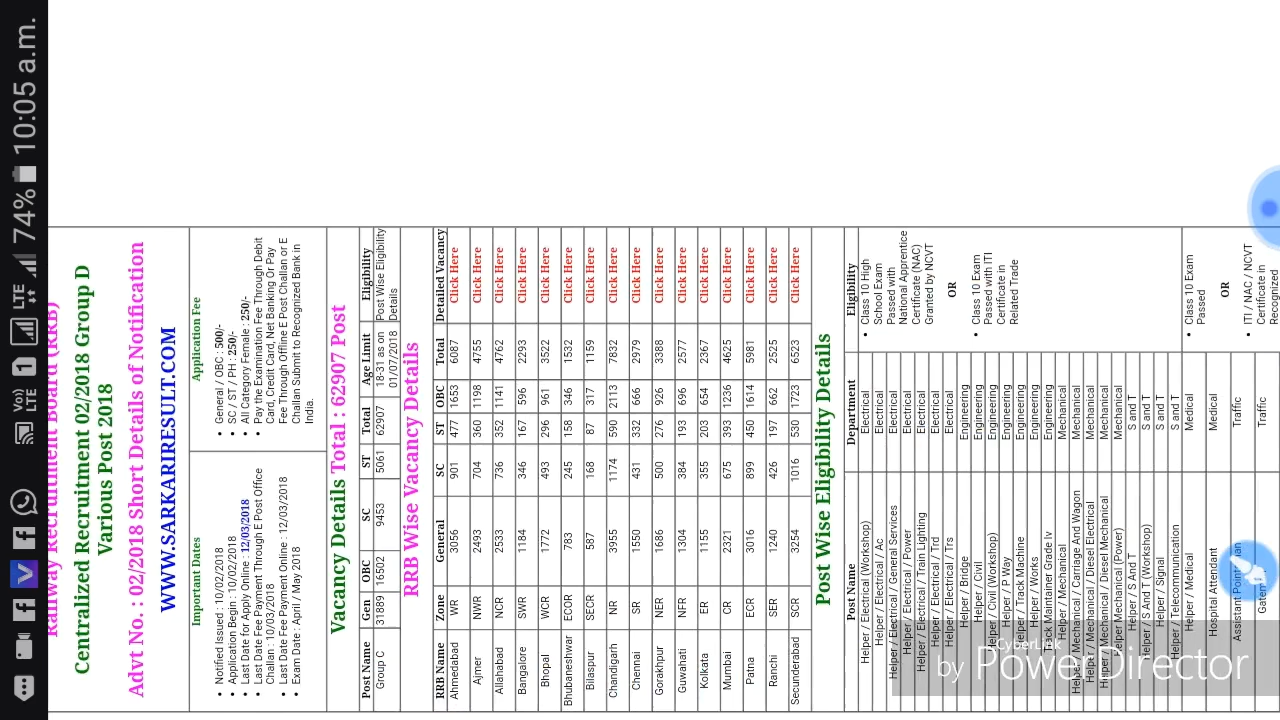 74% 10:05 a.m.
Vo)) LTE 1 LTE
Railway Recruitment Board (RRB)
Centralized Recruitment 02/2018 Group D
Various Post 2018
Advt No. : 02/2018 Short Details of Notification
WWW.SARKARIRESULT.COM
Important Dates
• Notified Issued : 10/02/2018
• Application Begin : 10/02/2018
• Last Date for Apply Online : 12/03/2018
• Last Date Fee Payment Through E Post Office
Challan : 10/03/2018
• Last Date Fee Payment Online : 12/03/2018
• Exam Date : April / May 2018
Application Fee
• General / OBC : 500/-
• SC / ST / PH : 250/-
• All Category Female : 250/-
• Pay the Examination Fee Through Debit
Card, Credit Card, Net Banking Or Pay
Fee Through Offline E Post Challan or E
Challan Submit to Recognized Bank in
India.
Vacancy Details Total : 62907 Post
Post Name Gen OBC SC ST Total Age Limit Eligibility
Group C 31889 16502 9453 5061 62907 18-31 as on 01/07/2018 Post Wise Eligibility Details
RRB Wise Vacancy Details
RRB Name Zone General SC ST OBC Total Detailed Vacancy
Ahmedabad WR 3056 901 477 1653 6087 Click Here
Ajmer NWR 2493 704 360 1198 4755 Click Here
Allahabad NCR 2533 736 352 1141 4762 Click Here
Bangalore SWR 1184 346 167 596 2293 Click Here
Bhopal WCR 1772 493 296 961 3522 Click Here
Bhubaneshwar ECOR 783 245 158 346 1532 Click Here
Bilaspur SECR 587 168 87 317 1159 Click Here
Chandigarh NR 3955 1174 590 2113 7832 Click Here
Chennai SR 1550 431 332 666 2979 Click Here
Gorakhpur NER 1686 500 276 926 3388 Click Here
Guwahati NFR 1304 384 193 696 2577 Click Here
Kolkata ER 1155 355 203 654 2367 Click Here
Mumbai CR 2321 675 393 1236 4625 Click Here
Patna ECR 3016 899 450 1614 5981 Click Here
Ranchi SER 1240 426 197 662 2525 Click Here
Secunderabad SCR 3254 1016 530 1723 6523 Click Here
Post Wise Eligibility Details
Post Name Department Eligibility
Helper / Electrical (Workshop) Electrical
Helper / Electrical / Ac Electrical
Helper / Electrical / General Services Electrical
Helper / Electrical / Power Electrical
Helper / Electrical / Train Lighting Electrical
Helper / Electrical / Trd Electrical
Helper / Electrical / Trs Electrical
Helper / Bridge Engineering
Helper / Civil Engineering
Helper / Civil (Workshop) Engineering
Helper / P Way Engineering
Helper / Track Machine Engineering
Helper / Works Engineering
Track Maintainer Grade Iv Engineering
Helper / Mechanical Mechanical
Helper / Mechanical / Carriage And Wagon Mechanical
Helper / Mechanical / Diesel Electrical Mechanical
Helper / Mechanical / Diesel Mechanical Mechanical
Helper Mechanical (Power) Mechanical
Helper / S And T S and T
Helper / S And T (Workshop) S and T
Helper / Signal S and T
Helper / Telecommunication S and T
• Class 10 High
School Exam
Passed with
National Apprentice
Certificate (NAC)
Granted by NCVT
OR
• Class 10 Exam
Passed with ITI
Certificate in
Related Trade
Helper / Medical Medical
Hospital Attendant Medical
Assistant Traffic
Traffic
• Class 10 Exam
Passed
OR
• ITI / NAC / NCVT
Certificate in
Recognized
by CyberLink
PowerDirector